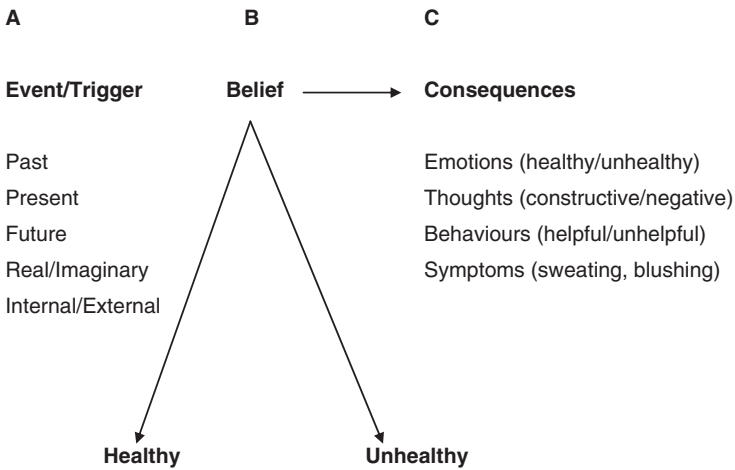 A B C
Event/Trigger Belief Consequences
Past Emotions (healthy/unhealthy)
Present Thoughts (constructive/negative)
Future Behaviours (helpful/unhelpful)
Real/Imaginary Symptoms (sweating, blushing)
Internal/External
Healthy Unhealthy